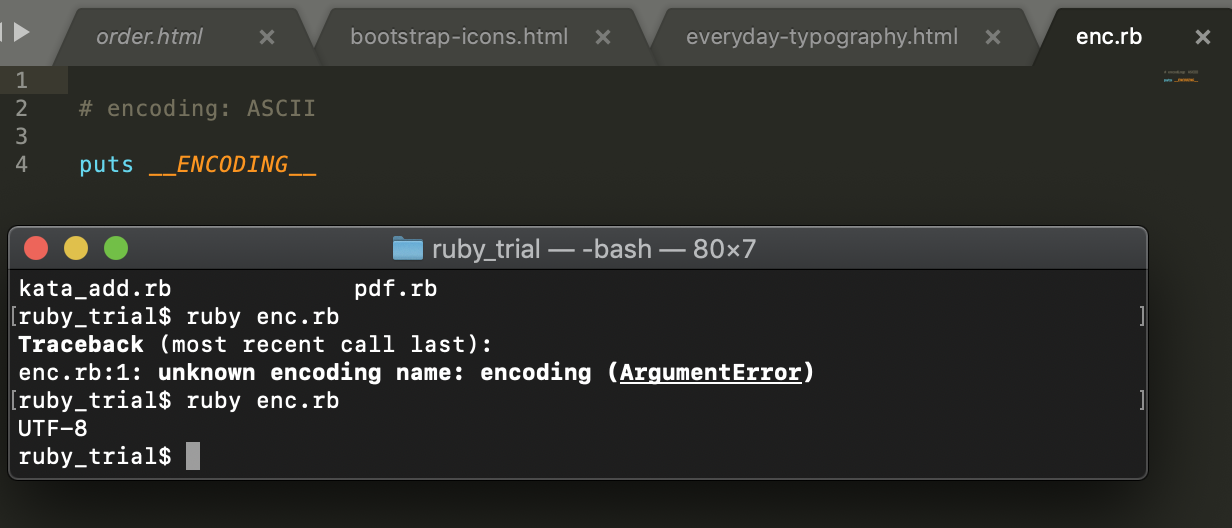 order.html × bootstrap-icons.html × everyday-typography.html × enc.rb ×
1
2 # encoding: ASCII
3
4 puts __ENCODING__
ruby_trial — -bash — 80×7
kata_add.rb pdf.rb
[ruby_trial$ ruby enc.rb ]
Traceback (most recent call last):
enc.rb:1: unknown encoding name: encoding (ArgumentError)
[ruby_trial$ ruby enc.rb ]
UTF-8
ruby_trial$